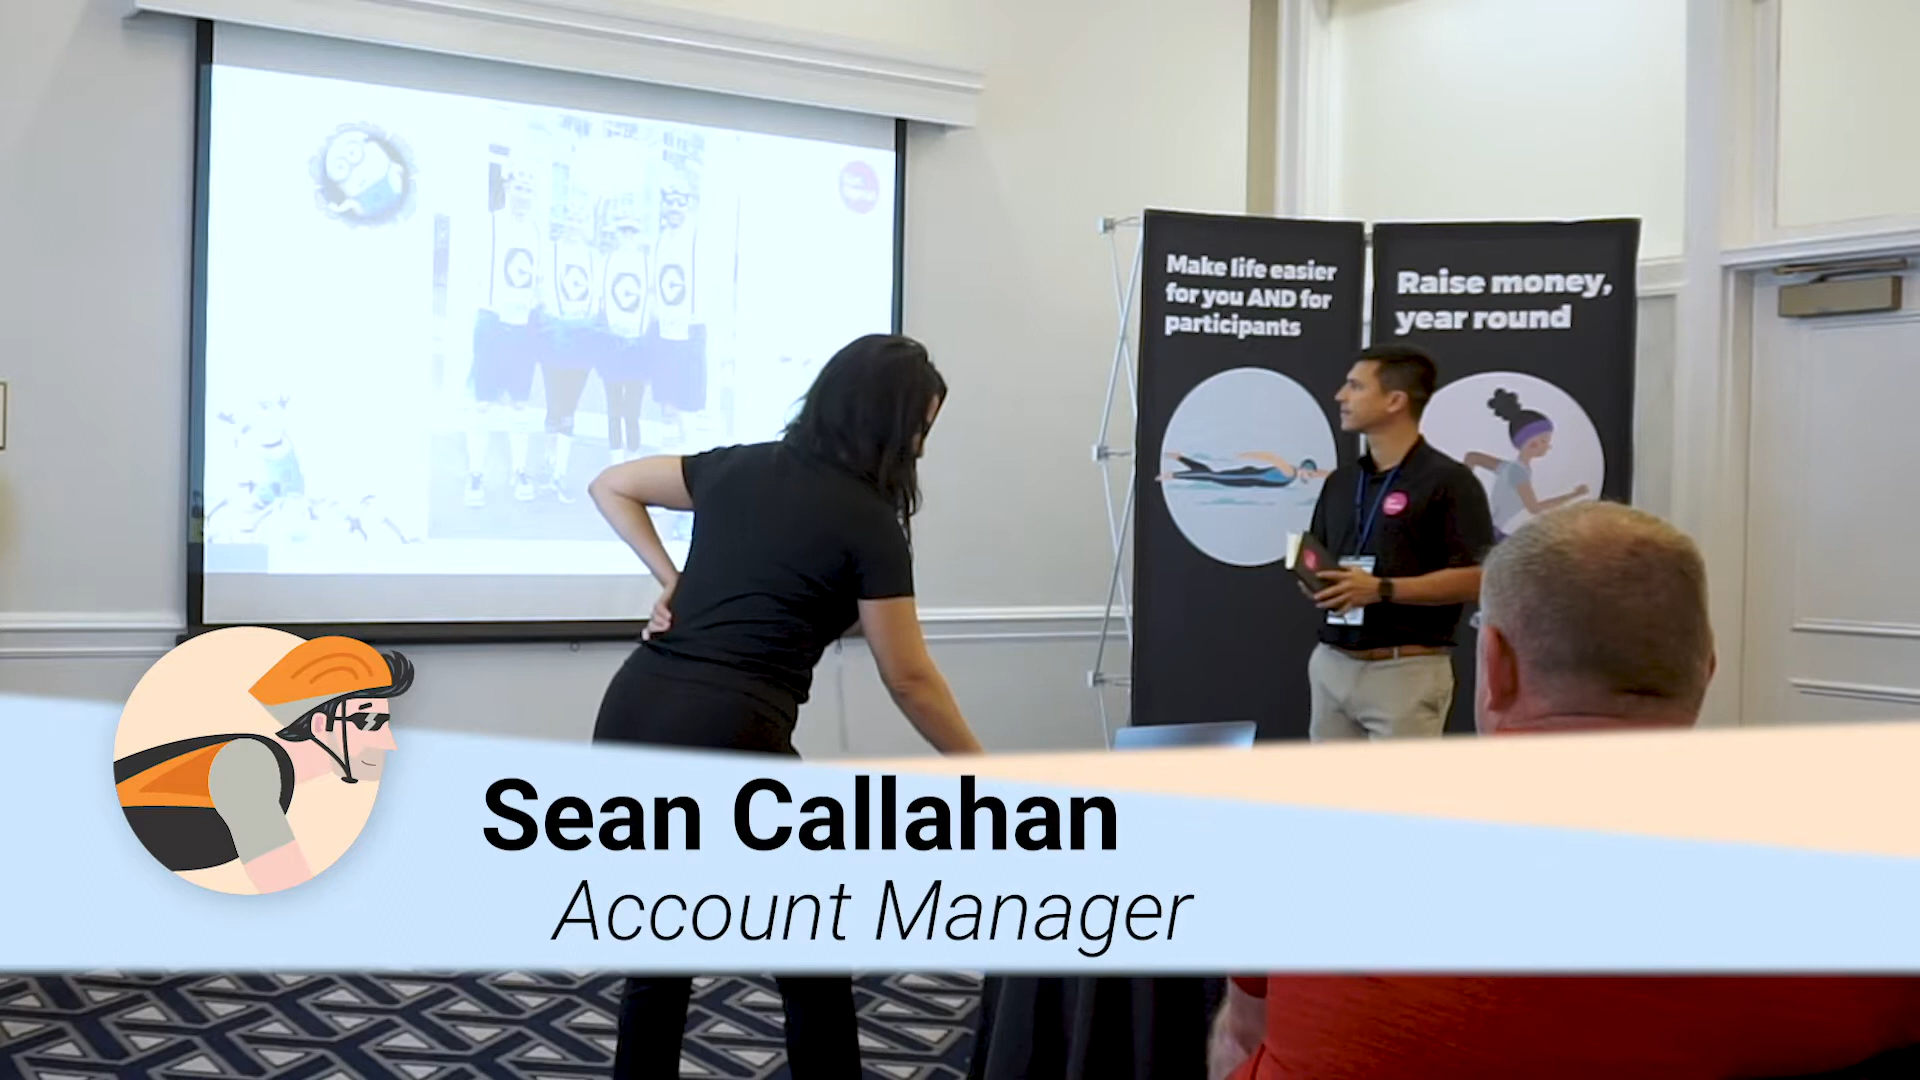 Make life easier
for you AND for
participants
Raise money,
year round
G G G G
Sean Callahan
Account Manager